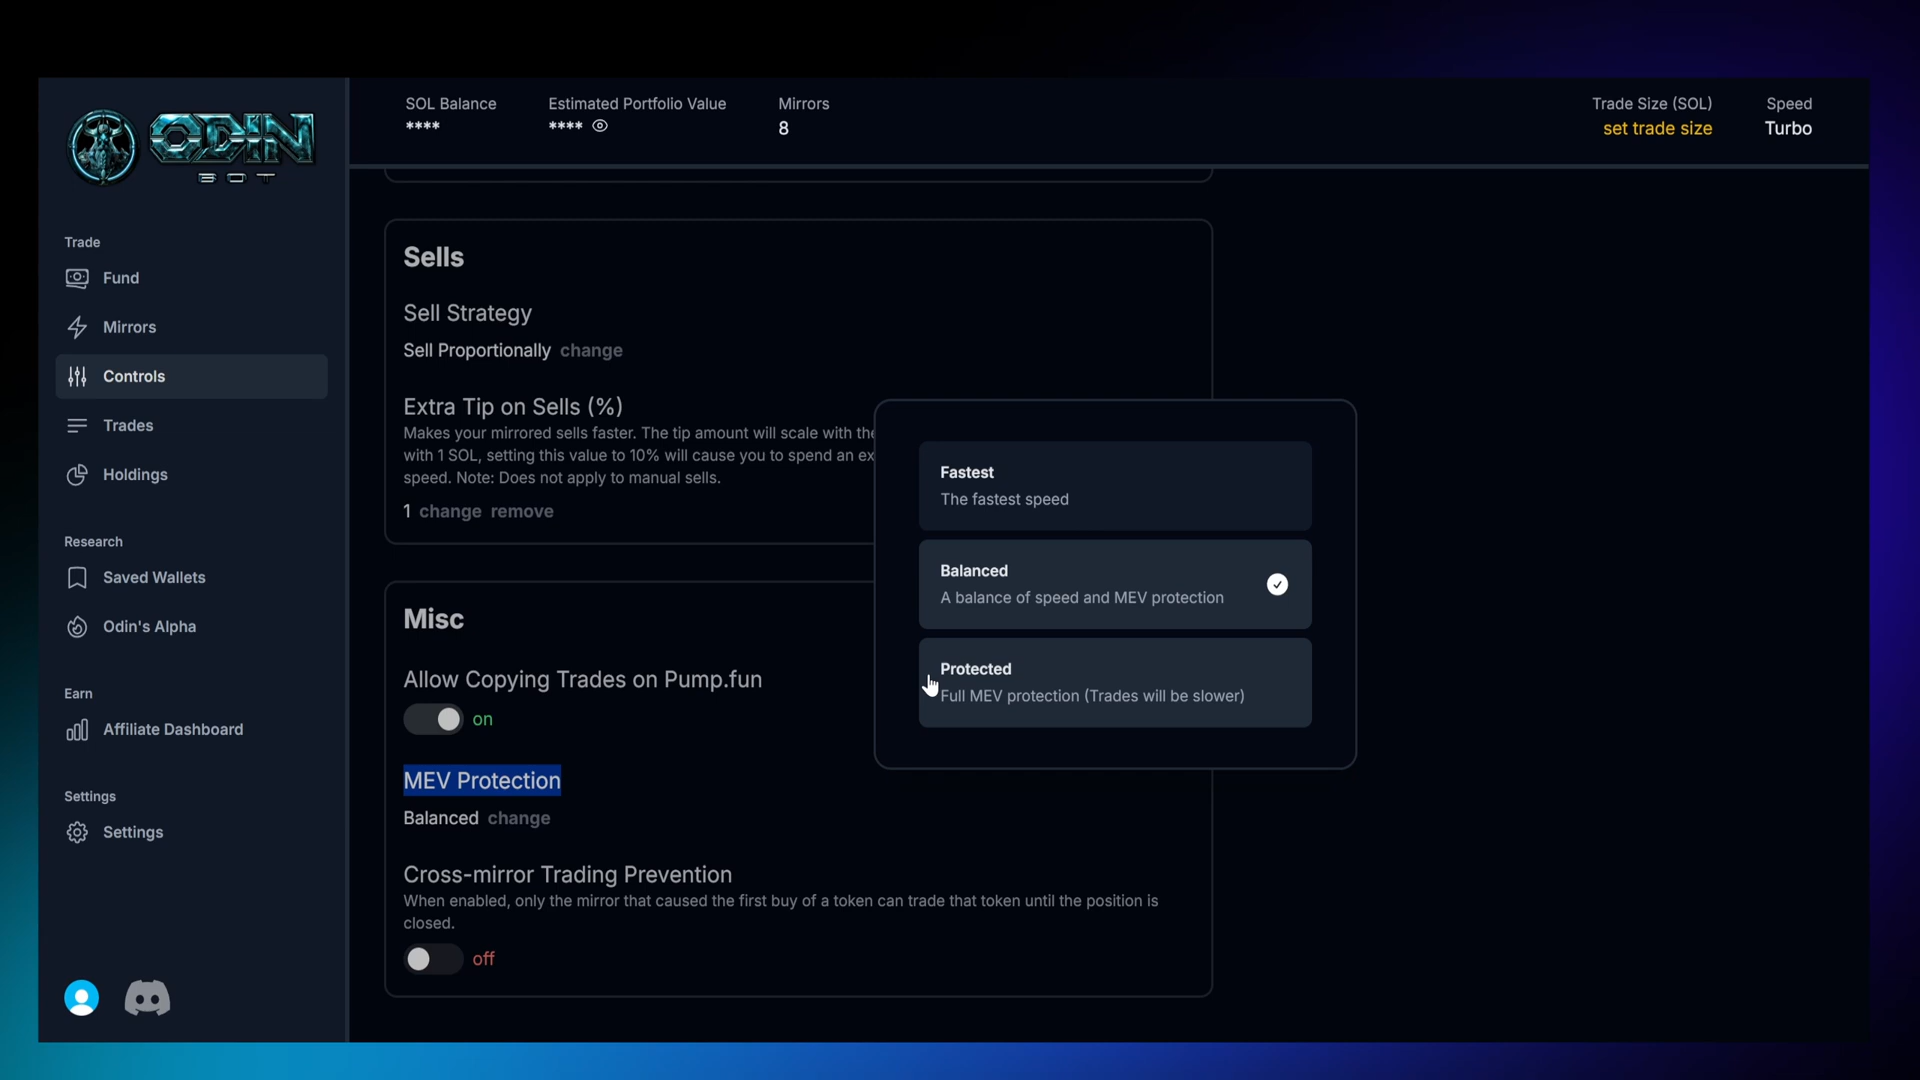 ODIN
BOT
SOL Balance
****
Estimated Portfolio Value
****
Mirrors
8
Trade Size (SOL)
set trade size
Speed
Turbo
Trade
Fund
Mirrors
Controls
Trades
Holdings
Research
Saved Wallets
Odin's Alpha
Earn
Affiliate Dashboard
Settings
Settings
Sells
Sell Strategy
Sell Proportionally change
Extra Tip on Sells (%)
Makes your mirrored sells faster. The tip amount will scale with the
with 1 SOL, setting this value to 10% will cause you to spend an ex
speed. Note: Does not apply to manual sells.
1 change remove
Misc
Allow Copying Trades on Pump.fun
on
MEV Protection
Balanced change
Cross-mirror Trading Prevention
When enabled, only the mirror that caused the first buy of a token can trade that token until the position is
closed.
off
Fastest
The fastest speed
Balanced
A balance of speed and MEV protection
Protected
Full MEV protection (Trades will be slower)